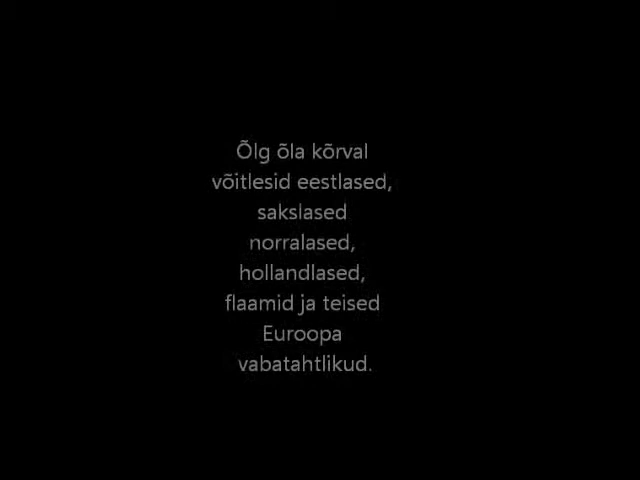 Õlg õla kõrval
võitlesid eestlased,
sakslased
norralased,
hollandlased,
flaamid ja teised
Euroopa
vabatahtlikud.